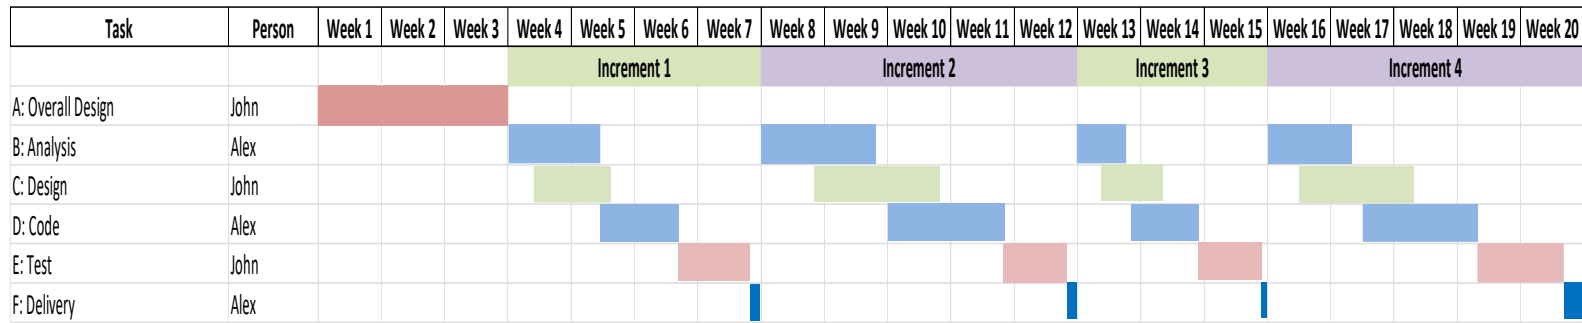 Task Person Week 1 Week 2 Week 3 Week 4 Week 5 Week 6 Week 7 Week 8 Week 9 Week 10 Week 11 Week 12 Week 13 Week 14 Week 15 Week 16 Week 17 Week 18 Week 19 Week 20
Increment 1 Increment 2 Increment 3 Increment 4
A: Overall Design John
B: Analysis Alex
C: Design John
D: Code Alex
E: Test John
F: Delivery Alex